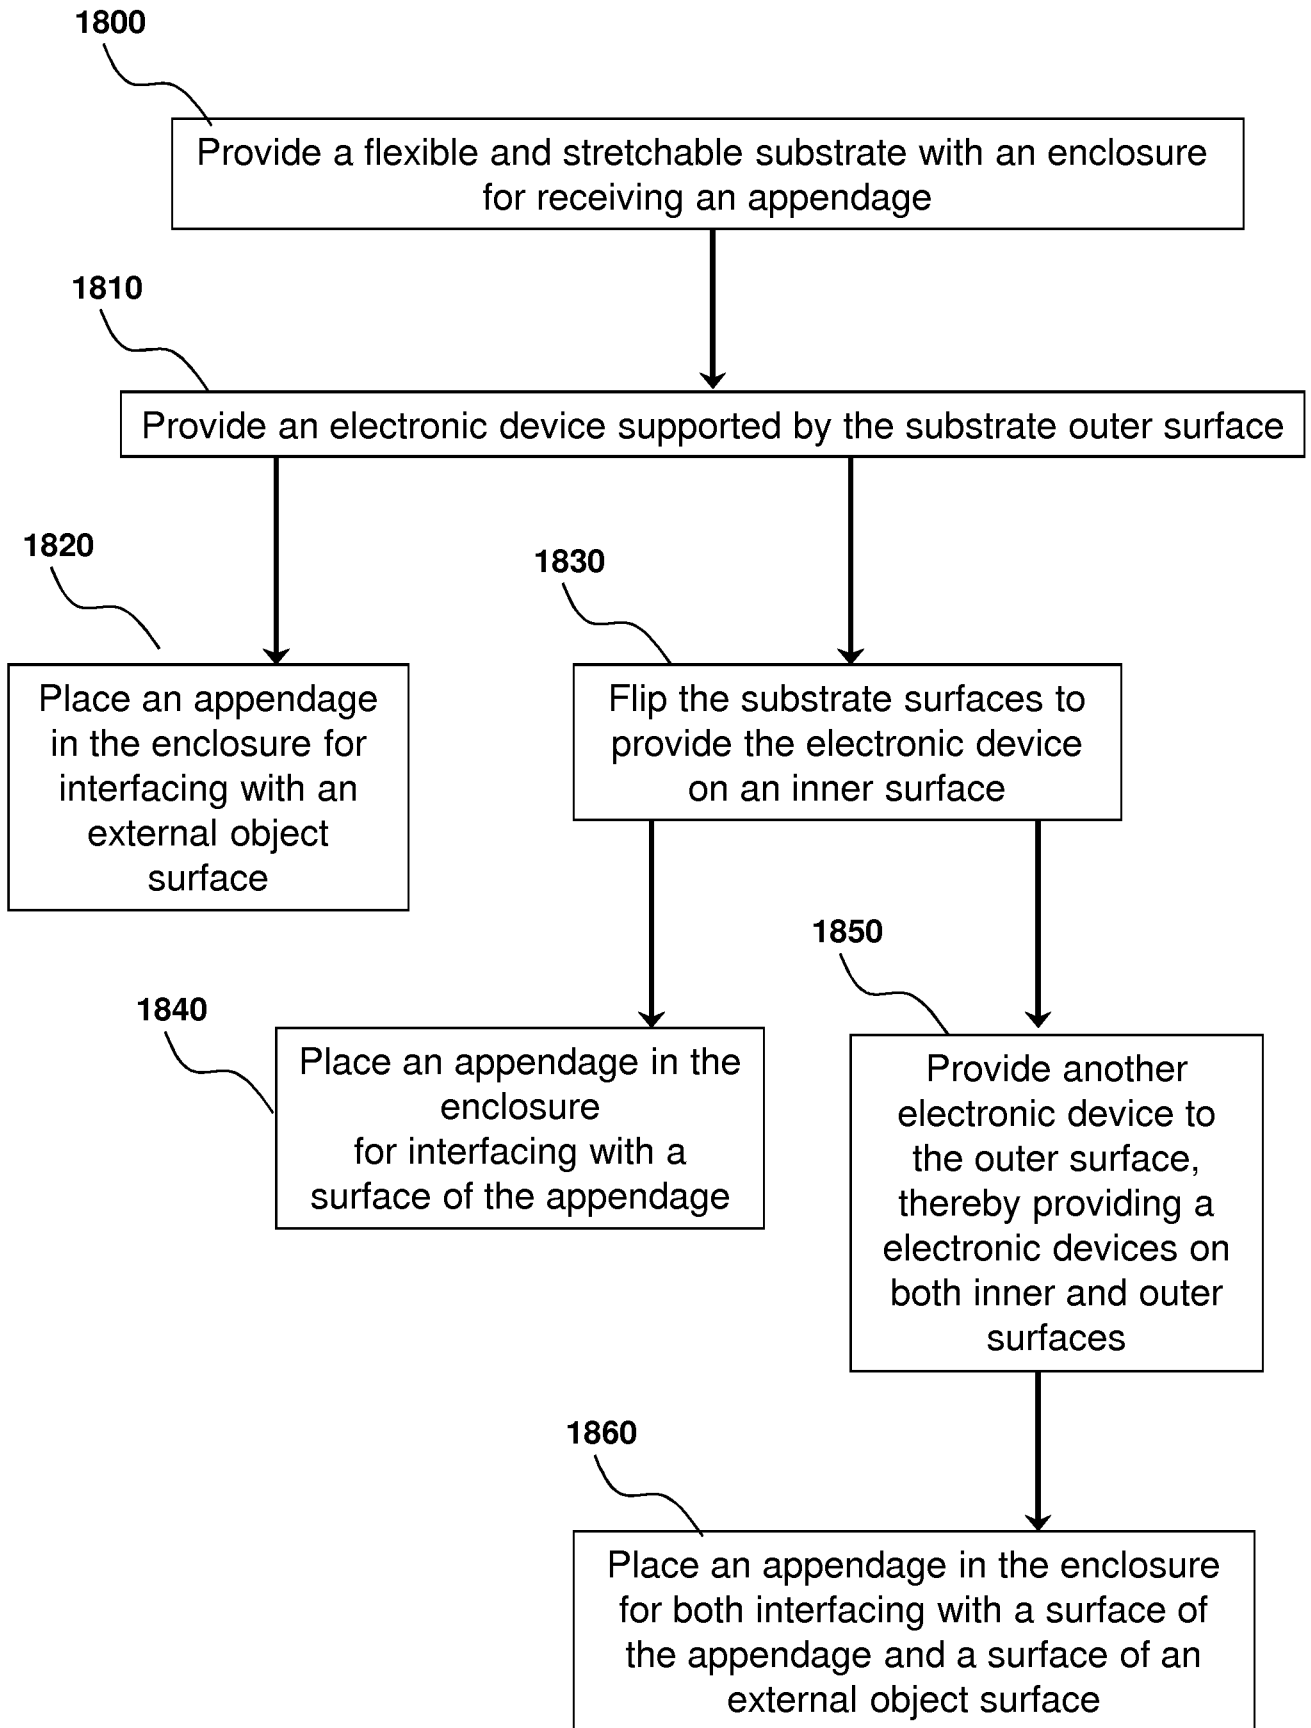 1800
Provide a flexible and stretchable substrate with an enclosure
for receiving an appendage
1810
Provide an electronic device supported by the substrate outer surface
1820
Place an appendage
in the enclosure for
interfacing with an
external object
surface
1830
Flip the substrate surfaces to
provide the electronic device
on an inner surface
1840
Place an appendage in the
enclosure
for interfacing with a
surface of the appendage
1850
Provide another
electronic device to
the outer surface,
thereby providing a
electronic devices on
both inner and outer
surfaces
1860
Place an appendage in the enclosure
for both interfacing with a surface of
the appendage and a surface of an
external object surface